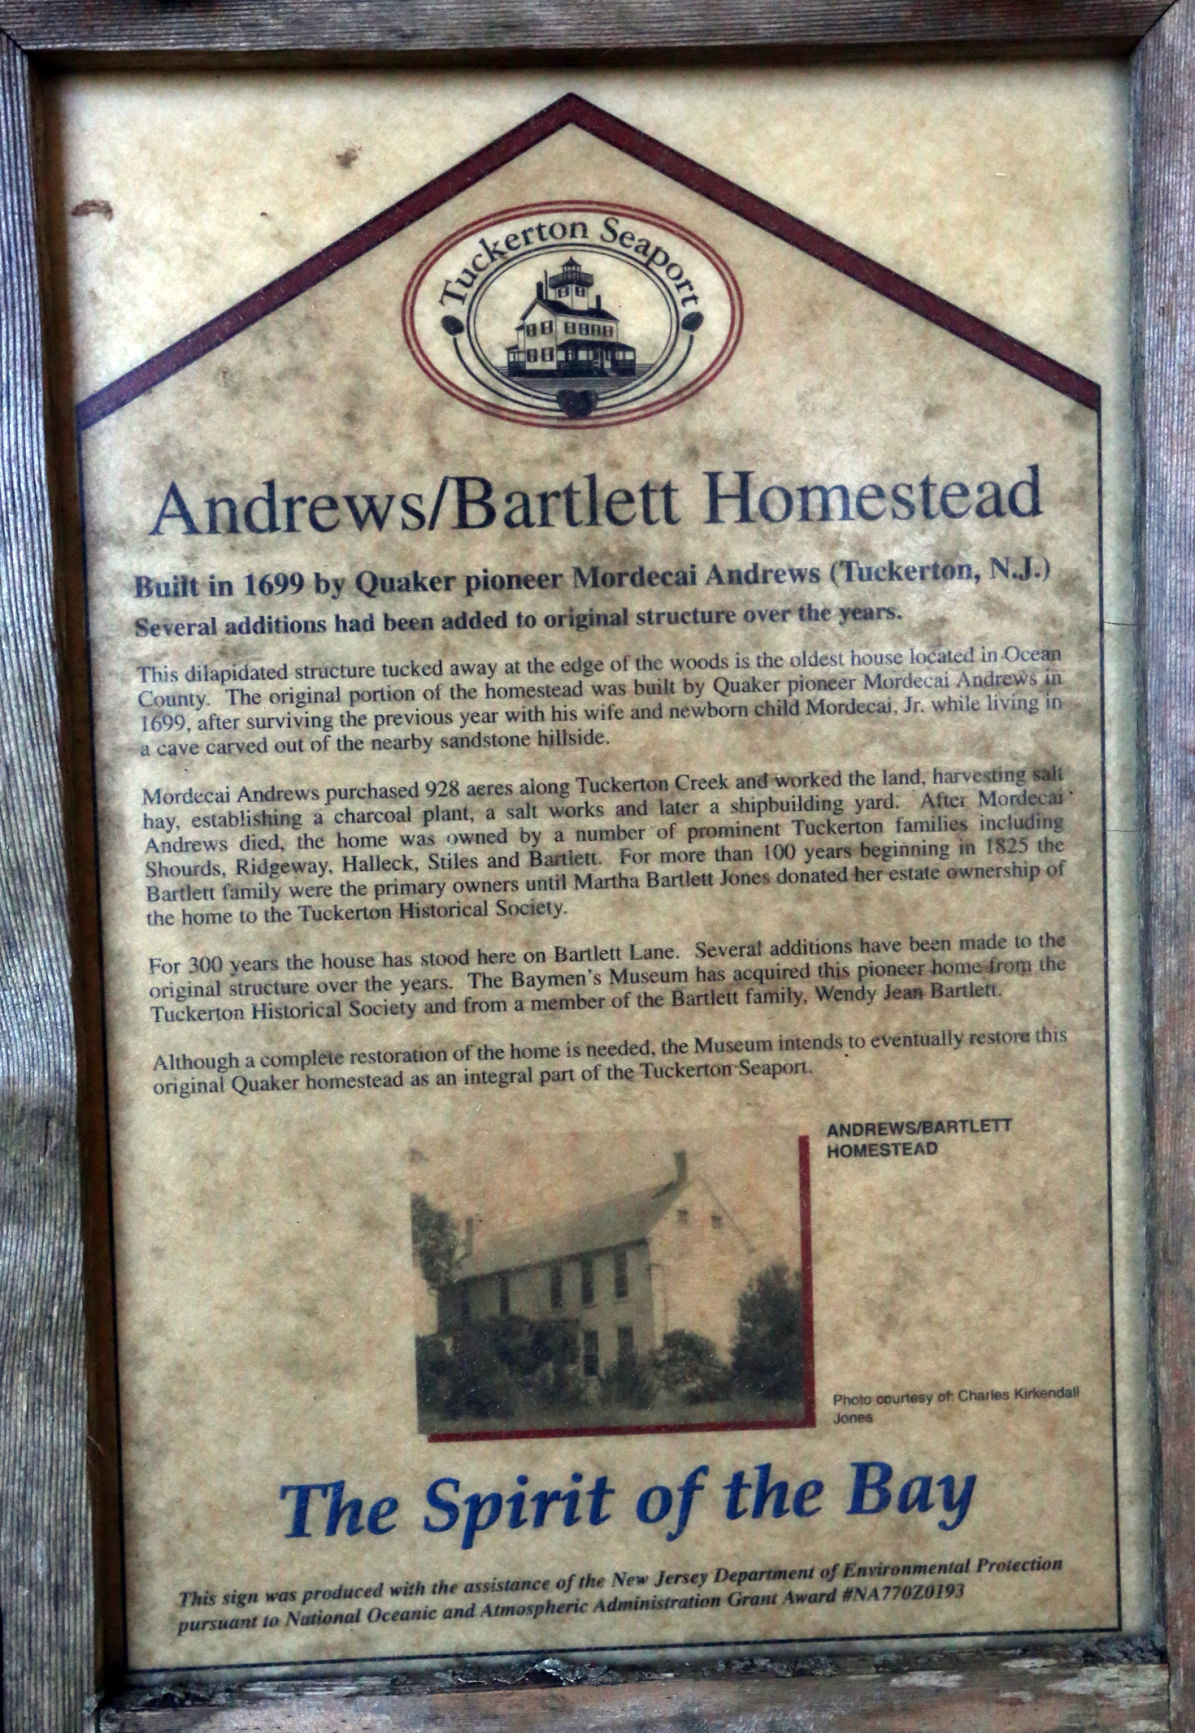 Tuckerton Seaport
Andrews/Bartlett Homestead
Built in 1699 by Quaker pioneer Mordecai Andrews (Tuckerton, N.J.)
Several additions had been added to original structure over the years.
This dilapidated structure tucked away at the edge of the woods is the oldest house located in Ocean
County. The original portion of the homestead was built by Quaker pioneer Mordecai Andrews in
1699, after surviving the previous year with his wife and newborn child Mordecai, Jr. while living in
a cave carved out of the nearby sandstone hillside.
Mordecai Andrews purchased 928 aeres along Tuckerton Creek and worked the land, harvesting salt
hay, establishing a charcoal plant, a salt works and later a shipbuilding yard. After Mordecai
Andrews died, the home was owned by a number of prominent Tuckerton families including
Shourds, Ridgeway, Halleck, Stiles and Bartlett. For more than 100 years beginning in 1825 the
Bartlett family were the primary owners until Martha Bartlett Jones donated her estate ownership of
the home to the Tuckerton Historical Society.
For 300 years the house has stood here on Bartlett Lane. Several additions have been made to the
original structure over the years. The Baymen's Museum has acquired this pioneer home from the
Tuckerton Historical Society and from a member of the Bartlett family, Wendy Jean Bartlett.
Although a complete restoration of the home is needed, the Museum intends to eventually restore this
original Quaker homestead as an integral part of the Tuckerton Seaport.
ANDREWS/BARTLETT
HOMESTEAD
Photo courtesy of: Charles Kirkendall
Jones
The Spirit of the Bay
This sign was produced with the assistance of the New Jersey Department of Environmental Protection
pursuant to National Oceanic and Atmospheric Administration Grant Award #NA770Z0193